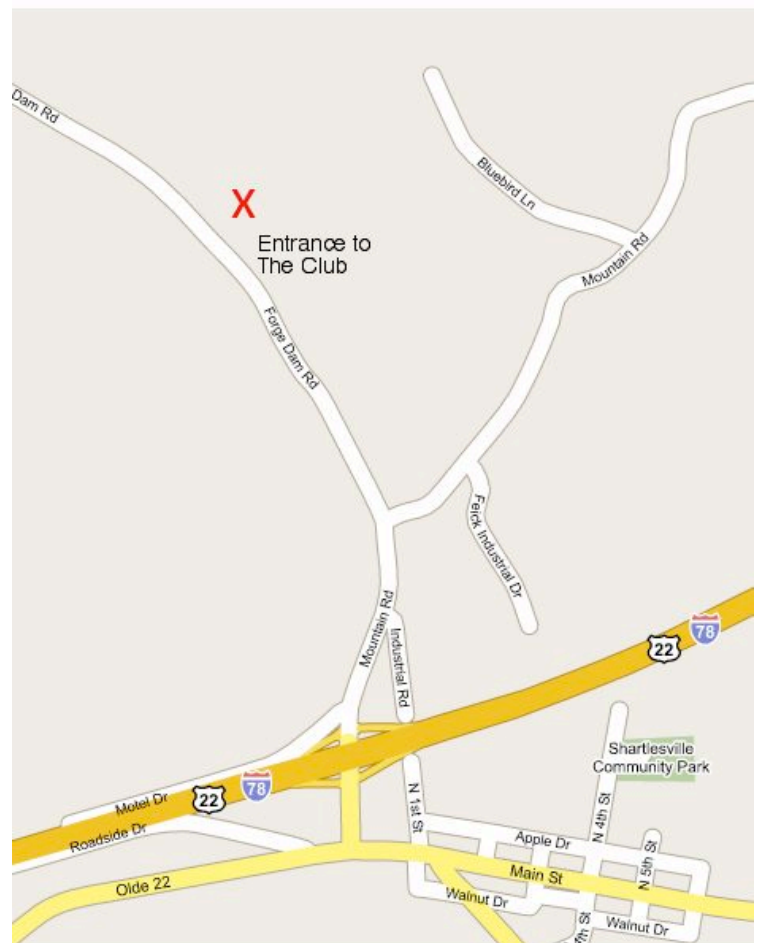 Dam Rd
Bluebird Ln
Mountain Rd
X
Entrance to
The Club
Forge Dam Rd
Feick Industrial Dr
Mountain Rd
Industrial Rd
78
22
Shartlesville
Community Park
78
22
Motel Dr
N 1st St
N 4th St
Roadside Dr
Apple Dr
N 5th St
Main St
Olde 22
Walnut Dr
Walnut Dr